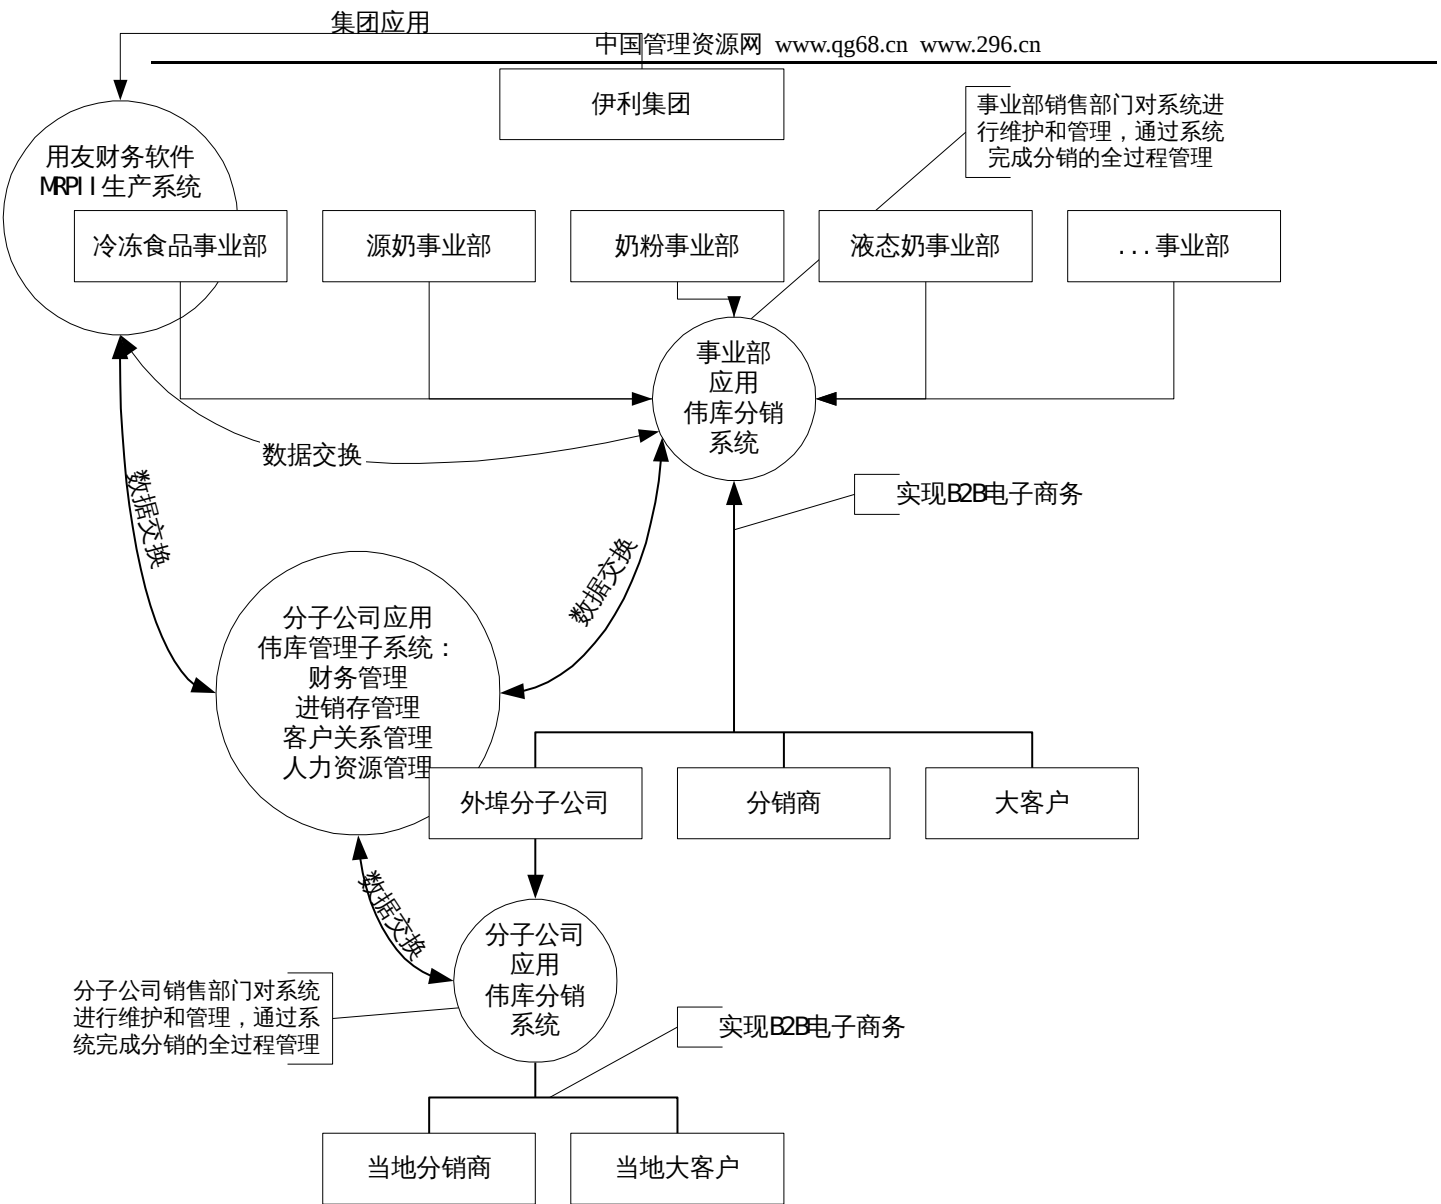 集团应用
中国管理资源网  www.qg68.cn  www.296.cn
伊利集团
事业部销售部门对系统进
行维护和管理，通过系统
完成分销的全过程管理
用友财务软件
MRPII生产系统
冷冻食品事业部
源奶事业部
奶粉事业部
液态奶事业部
...事业部
事业部
应用
伟库分销
系统
数据交换
数据交换
实现B2B电子商务
数据交换
分子公司应用
伟库管理子系统：
财务管理
进销存管理
客户关系管理
人力资源管理
外埠分子公司
分销商
大客户
数据交换
分子公司
应用
伟库分销
系统
分子公司销售部门对系统
进行维护和管理，通过系
统完成分销的全过程管理
实现B2B电子商务
当地分销商
当地大客户